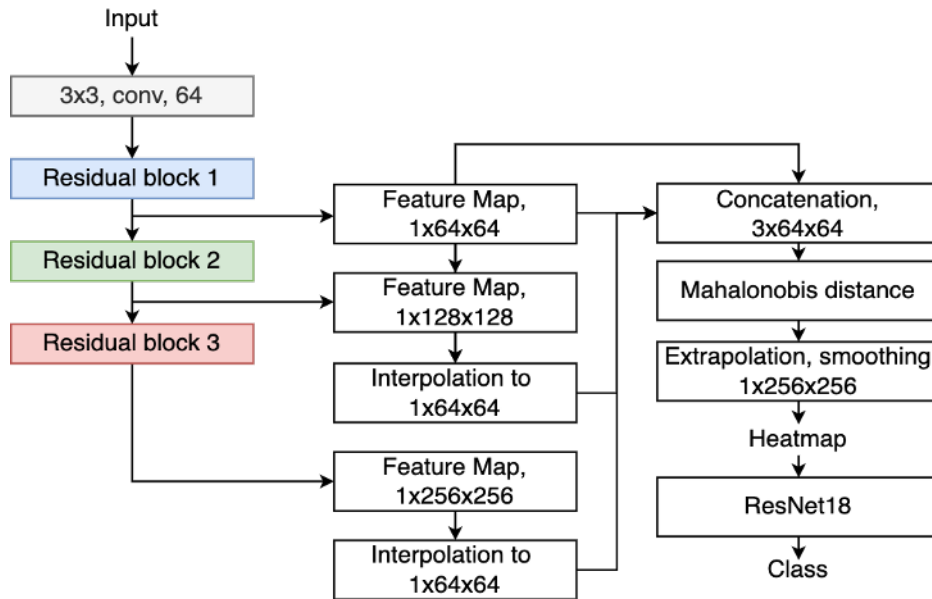 Input
3x3, conv, 64
Residual block 1
Residual block 2
Residual block 3
Feature Map,
1x64x64
Feature Map,
1x128x128
Interpolation to
1x64x64
Feature Map,
1x256x256
Interpolation to
1x64x64
Concatenation,
3x64x64
Mahalonobis distance
Extrapolation, smoothing
1x256x256
Heatmap
ResNet18
Class